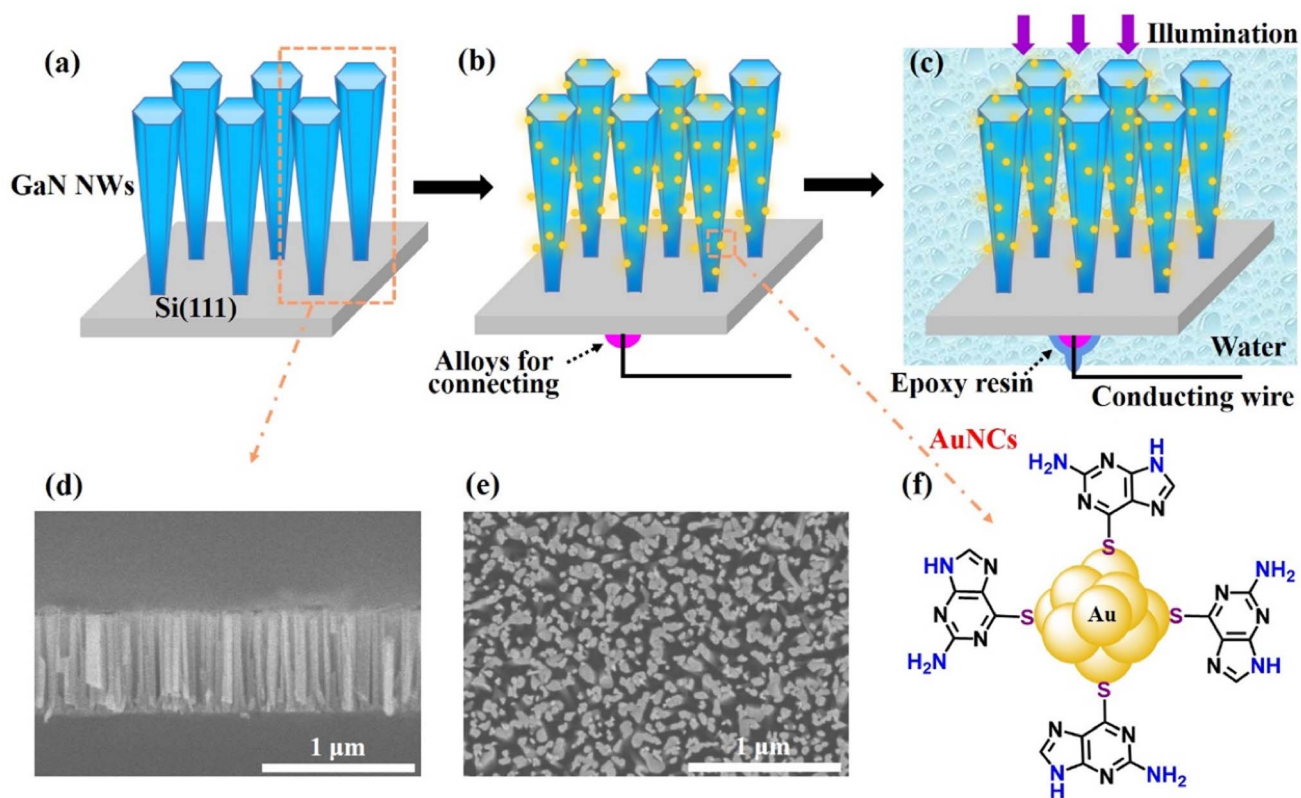 (a)
GaN NWs
Si(111)
(b)
Alloys for
connecting
(c)
Illumination
Water
Epoxy resin
Conducting wire
(d)
1 μm
(e)
1 μm
AuNCs
(f)
H
N
H₂N
N
N
N
S
HN
N
N
N
H₂N
S
Au
S
N
NH₂
N
N
NH
S
N
N
N
H
N
NH₂